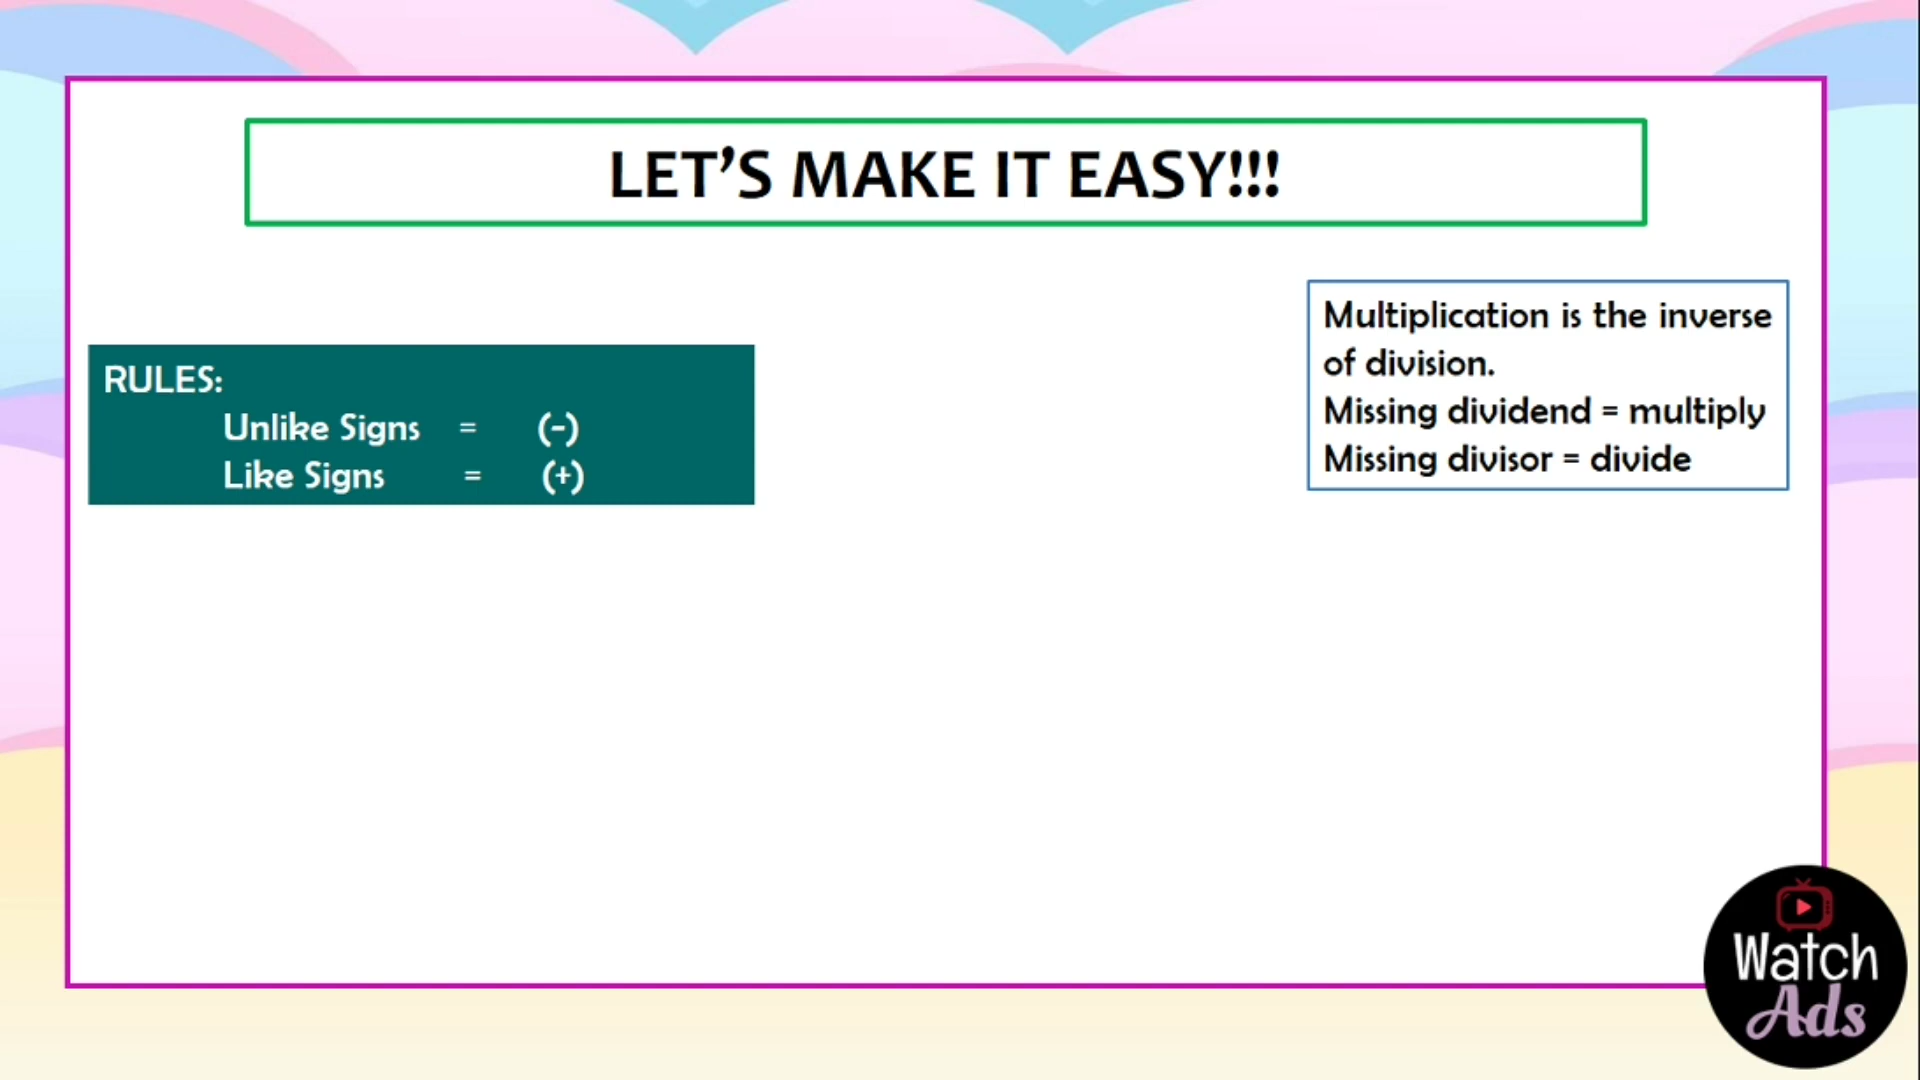 LET’S MAKE IT EASY!!!
RULES:
Unlike Signs = (-)
Like Signs = (+)
Multiplication is the inverse
of division.
Missing dividend = multiply
Missing divisor = divide
Watch
Ads